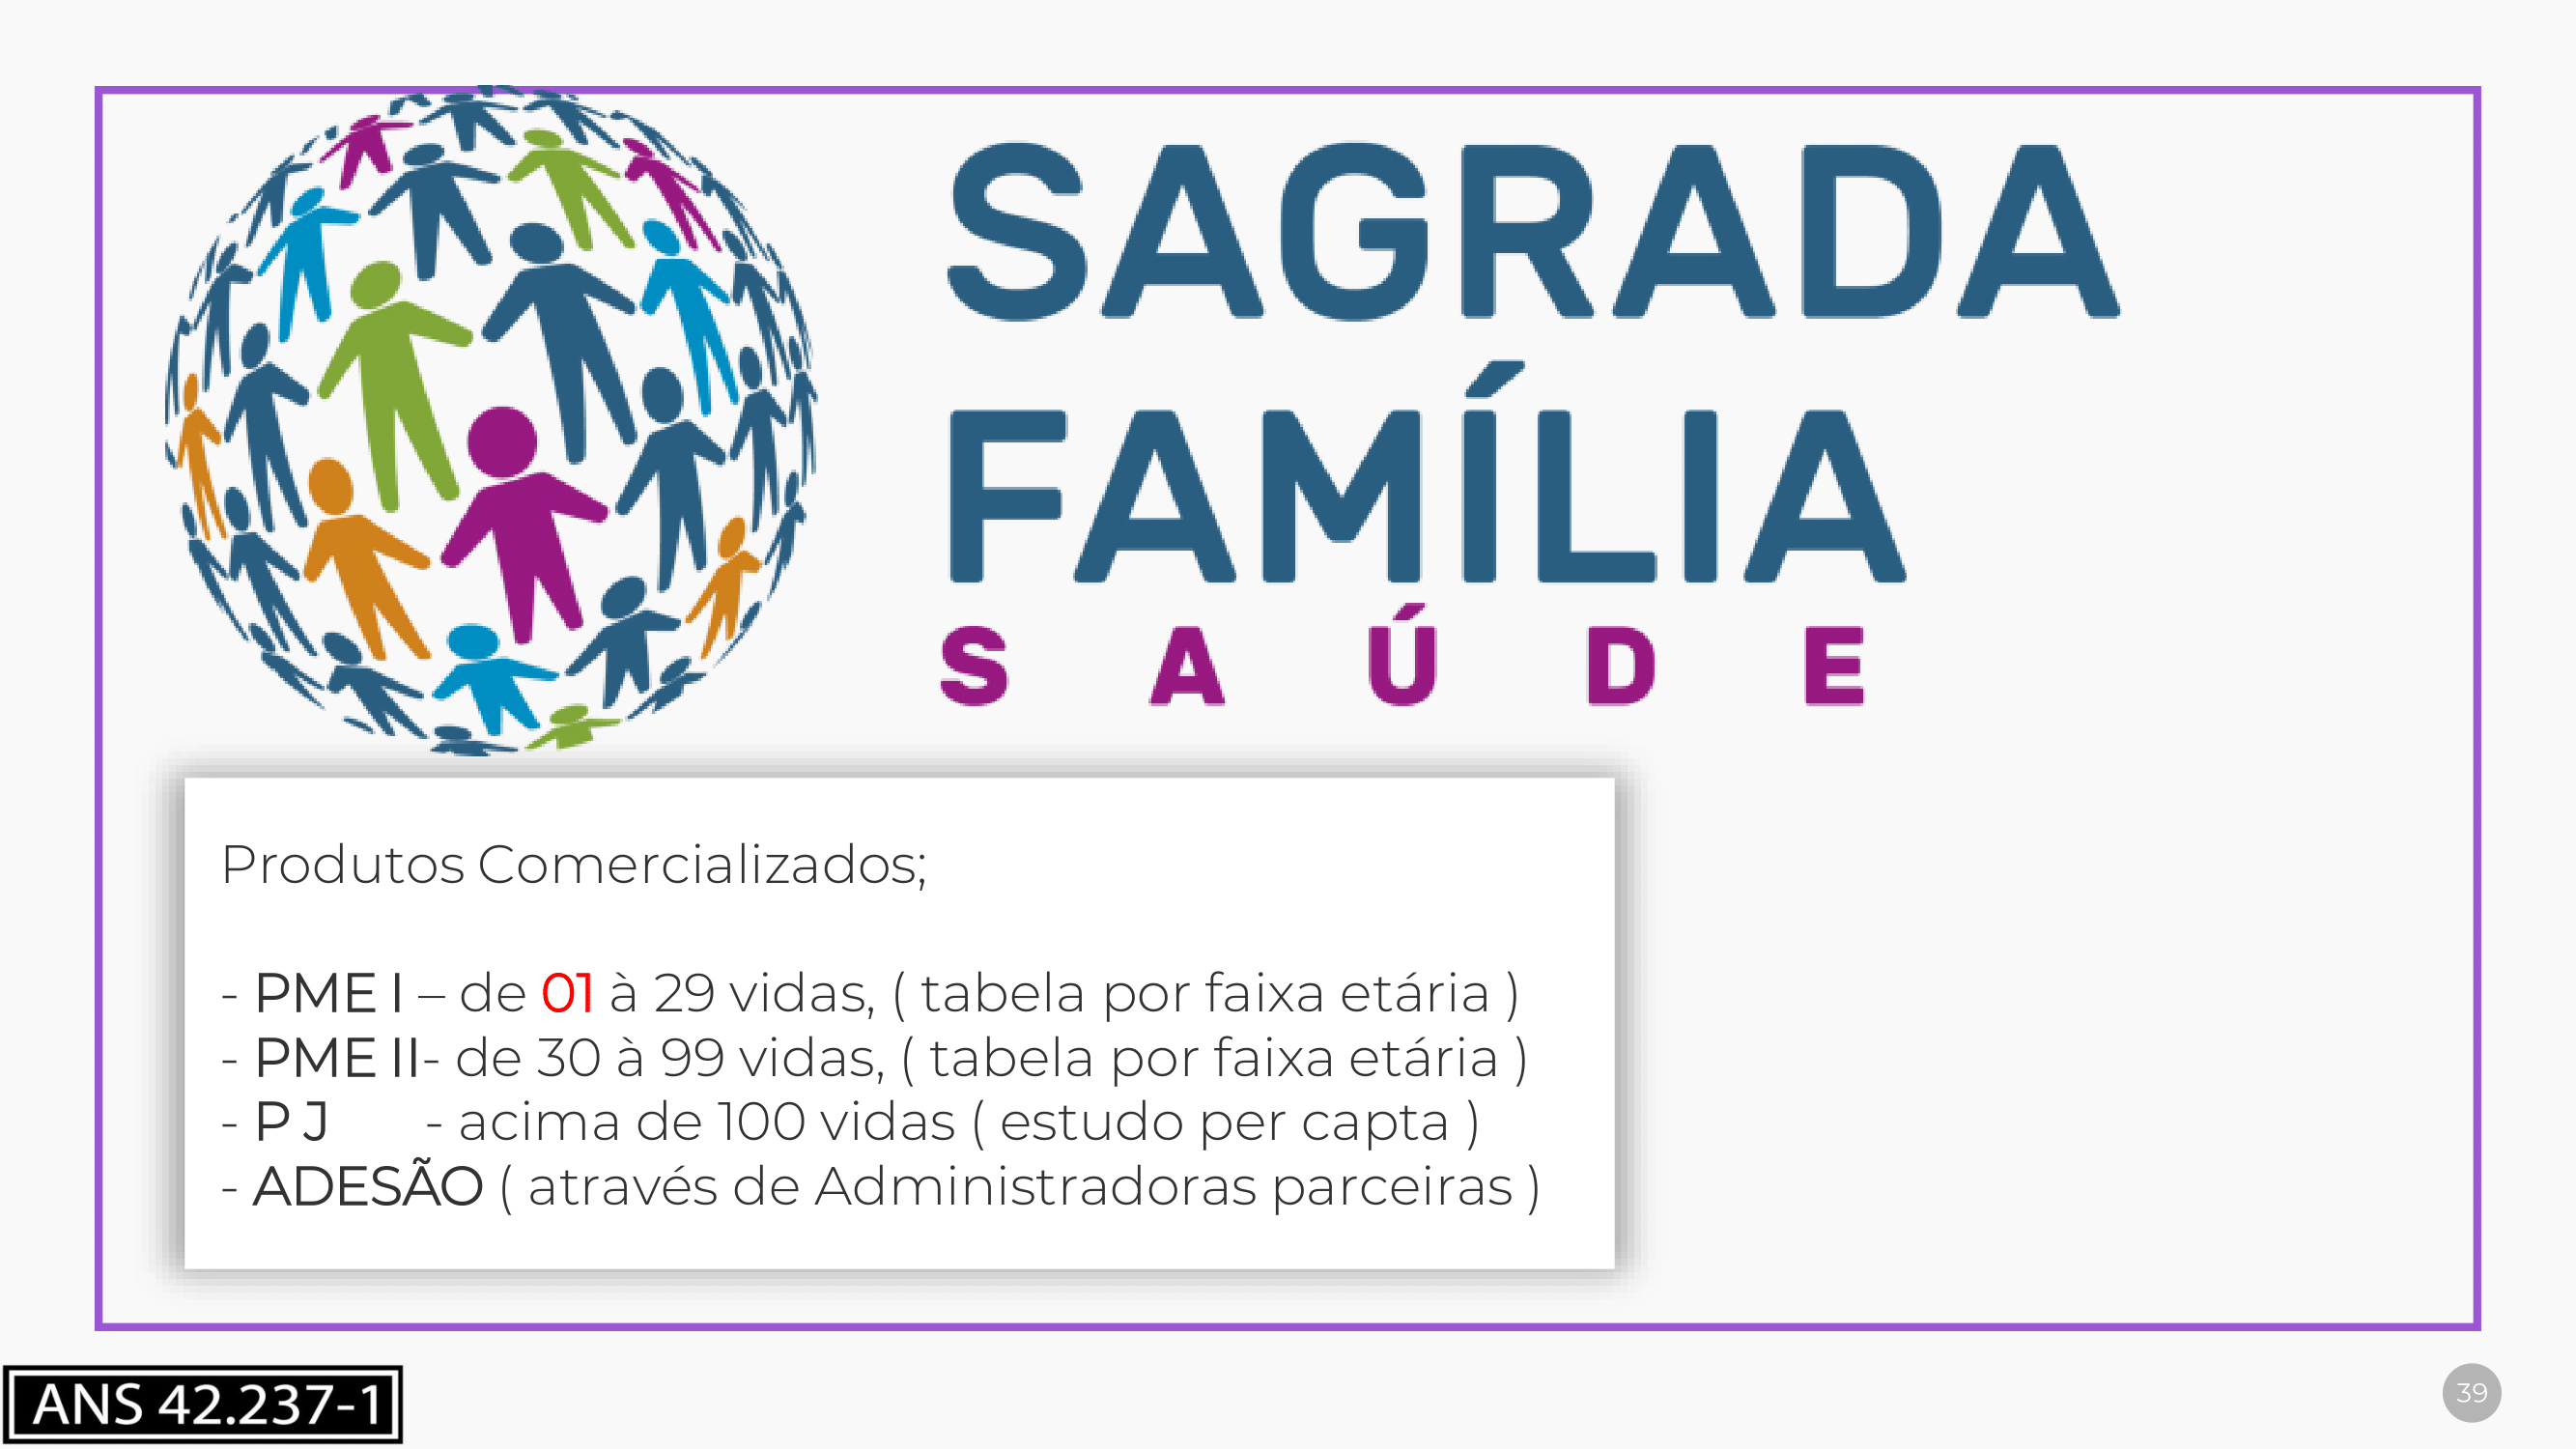 SAGRADA
FAMÍLIA
SAÚDE
Produtos Comercializados;
- PME I – de 01 à 29 vidas, ( tabela por faixa etária )
- PME II- de 30 à 99 vidas, ( tabela por faixa etária )
- P J - acima de 100 vidas ( estudo per capta )
- ADESÃO ( através de Administradoras parceiras )
ANS 42.237-1
39